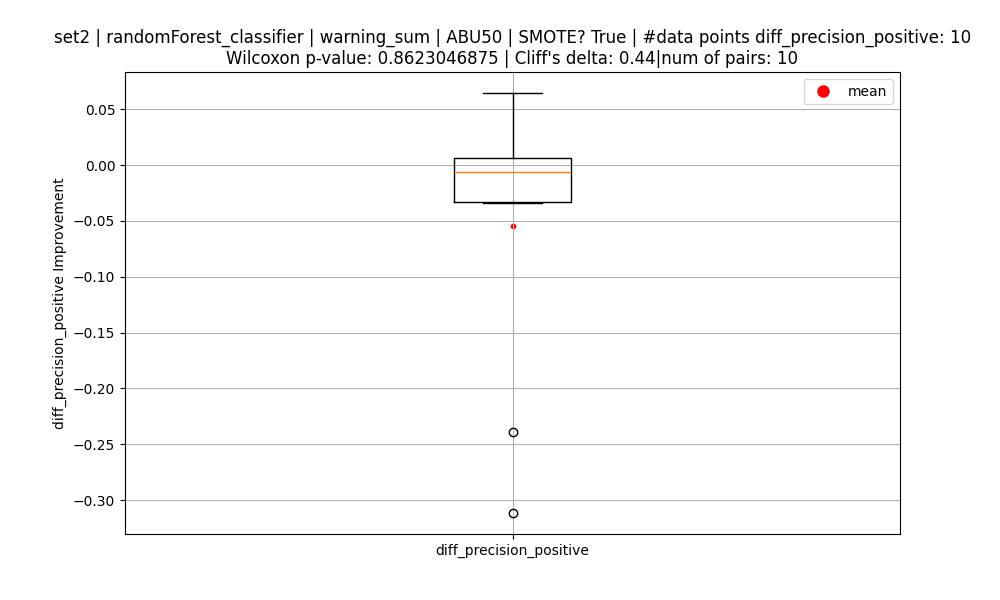 set2 | randomForest_classifier | warning_sum | ABU50 | SMOTE? True | #data points diff_precision_positive: 10
Wilcoxon p-value: 0.8623046875 | Cliff's delta: 0.44|num of pairs: 10
mean
0.05
0.00
−0.05
−0.10
−0.15
−0.20
−0.25
−0.30
diff_precision_positive Improvement
diff_precision_positive